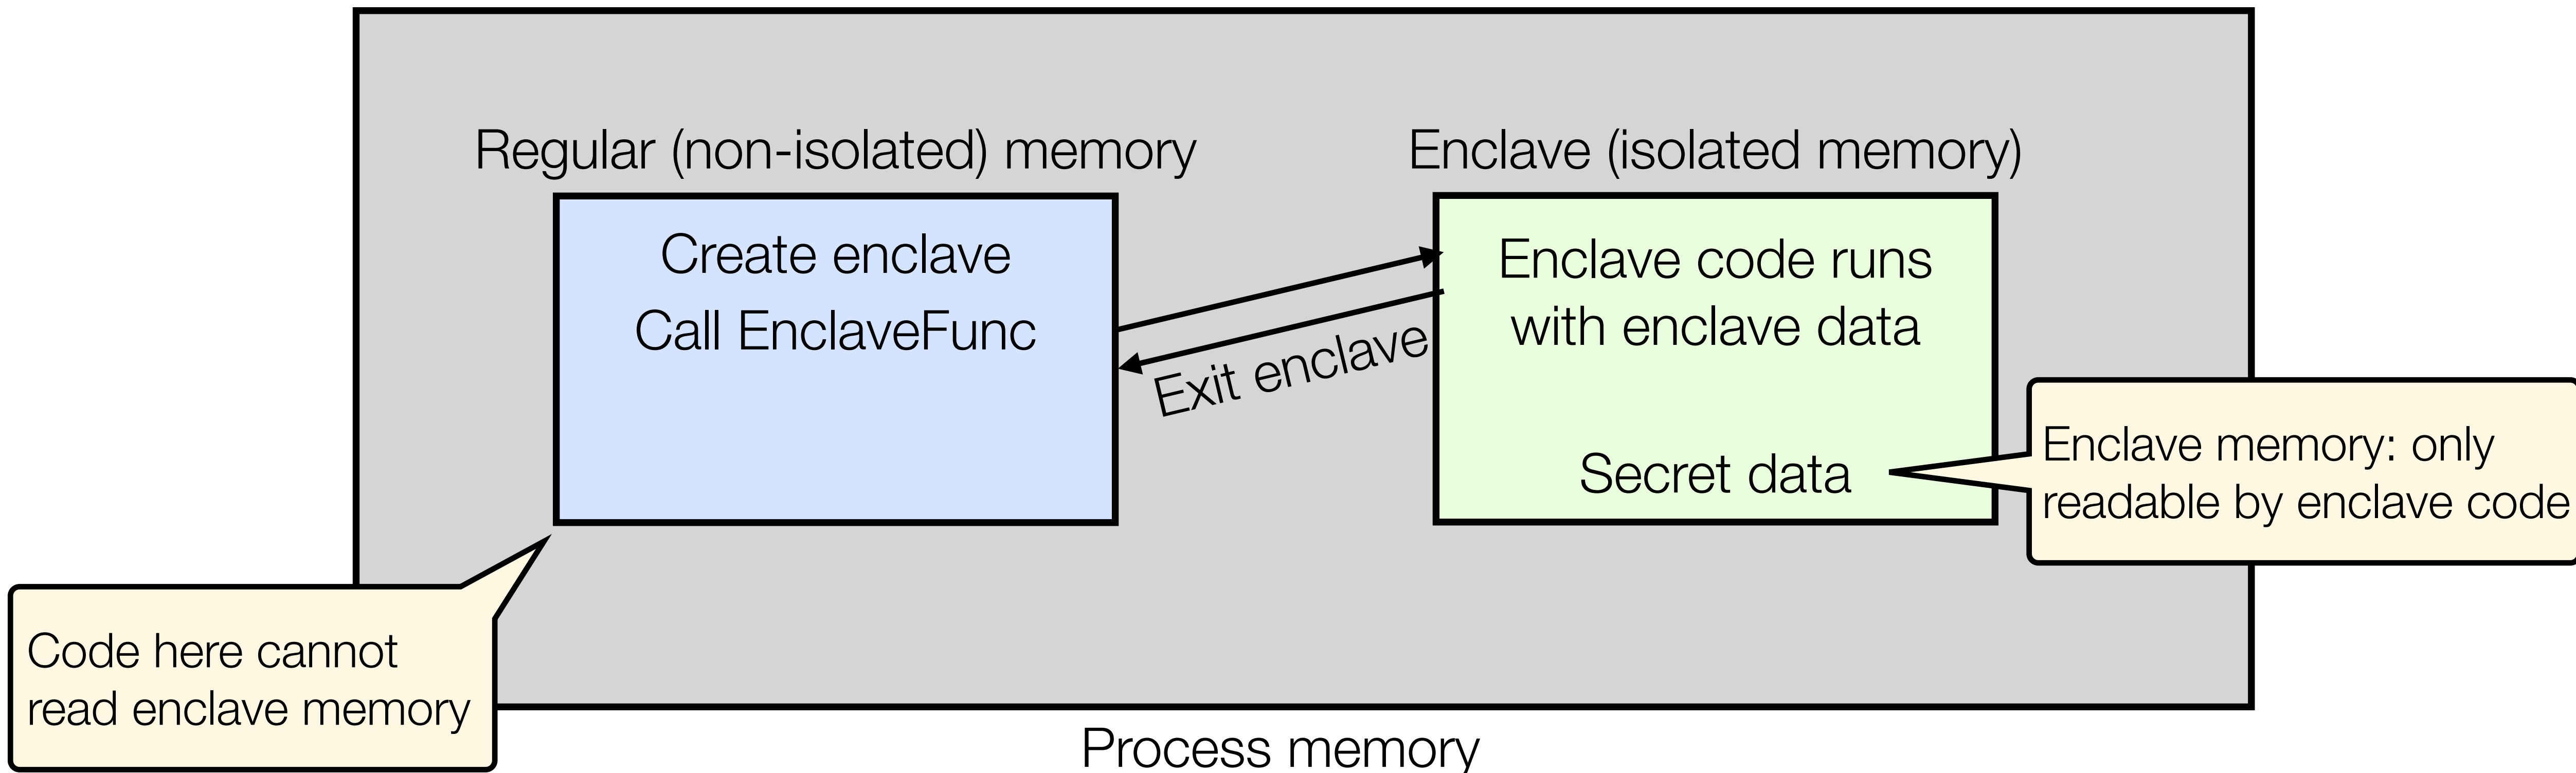 Regular (non-isolated) memory
Create enclave
Call EnclaveFunc
Exit enclave
Enclave (isolated memory)
Enclave code runs
with enclave data
Secret data
Enclave memory: only
readable by enclave code
Code here cannot
read enclave memory
Process memory